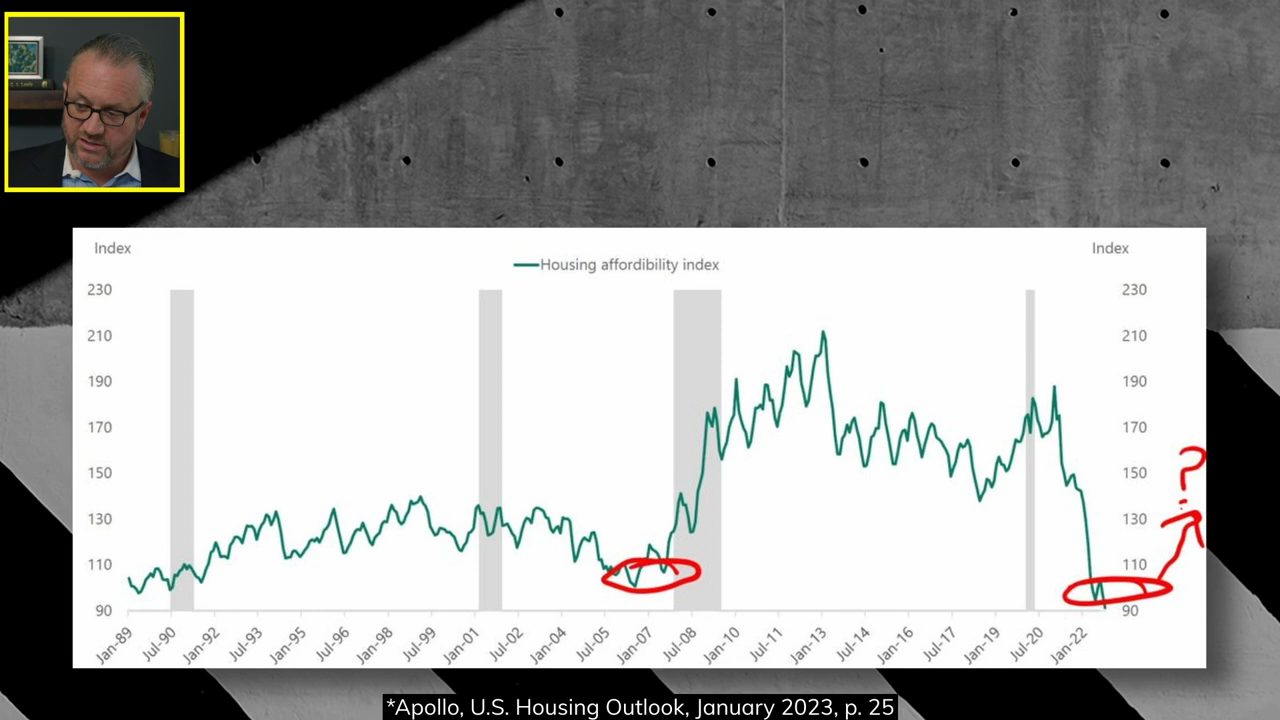 Index
Index
Housing affordibility index
230
230
210
210
190
190
170
170
150
150
?
130
130
110
110
90
90
Jan-89
Jul-90
Jan-92
Jul-93
Jan-95
Jul-96
Jan-98
Jul-99
Jan-01
Jul-02
Jan-04
Jul-05
Jan-07
Jul-08
Jan-10
Jul-11
Jan-13
Jul-14
Jan-16
Jul-17
Jan-19
Jul-20
Jan-22
*Apollo, U.S. Housing Outlook, January 2023, p. 25